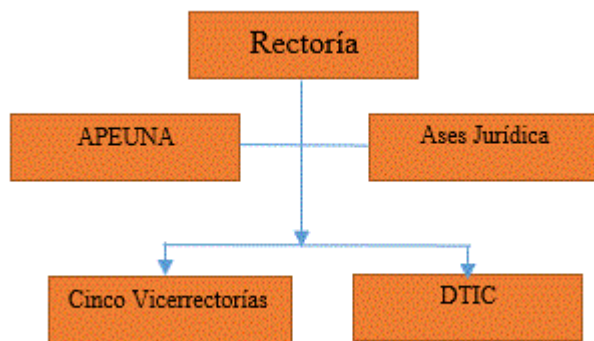 Rectoría
APEUNA
Ases Jurídica
Cinco Vicerrectorías
DTIC